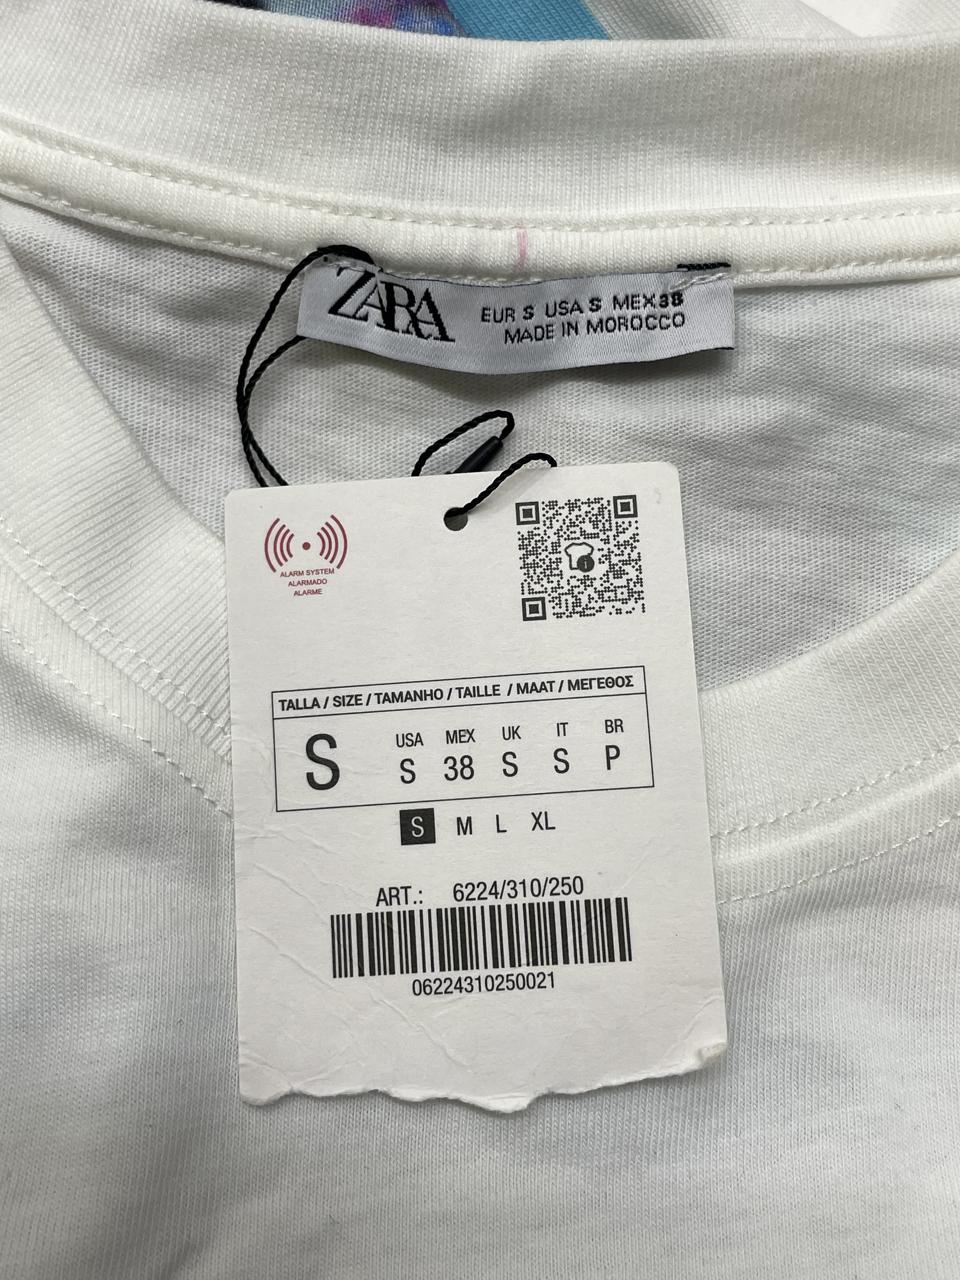 ZARA
EUR S USA S MEX 38
MADE IN MOROCCO
ALARM SYSTEM
ALARMADO
ALARME
TALLA / SIZE / TAMANHO / TAILLE / MAAT / ΜΕΓΕΘΟΣ
S
USA MEX UK IT BR
S 38 S S P
S M L XL
ART.: 6224/310/250
06224310250021